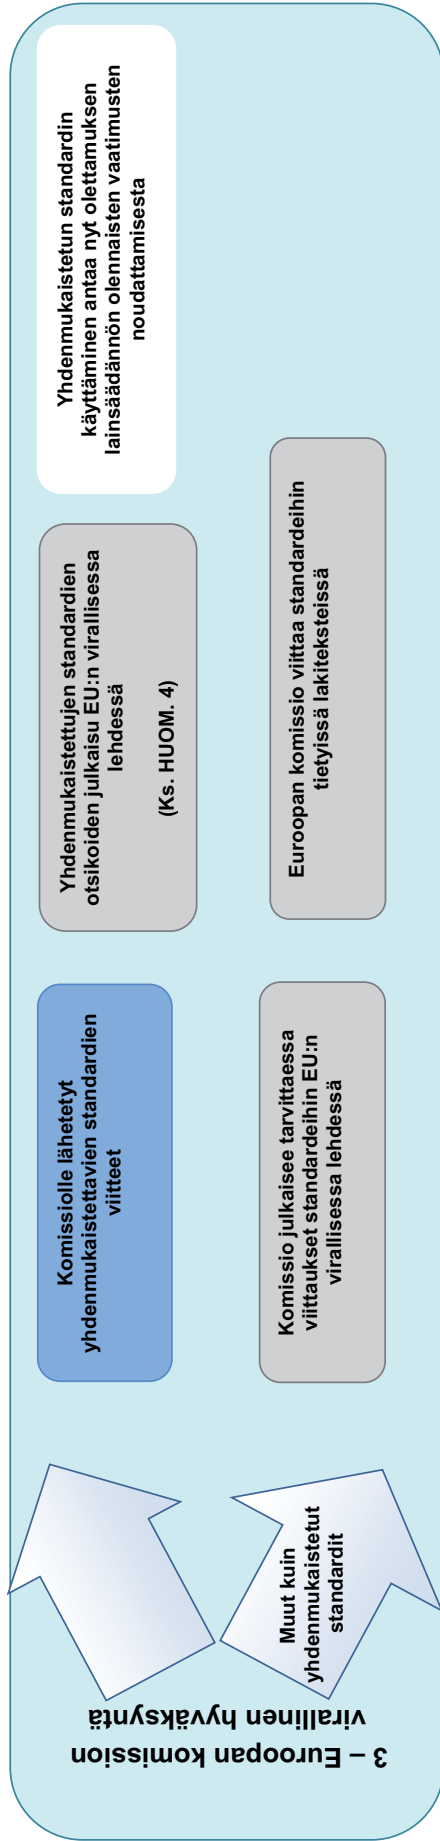 3 – Euroopan komission
virallinen hyväksyntä
Komissiolle lähetetyt
yhdenmukaistettavien standardien
viitteet
Yhdenmukaistettujen standardien
otsikoiden julkaisu EU:n virallisessa
lehdessä
(Ks. HUOM. 4)
Yhdenmukaistetun standardin
käyttäminen antaa nyt olettamuksen
lainsäädännön olennaisten vaatimusten
noudattamisesta
Muut kuin
yhdenmukaistetut
standardit
Komissio julkaisee tarvittaessa
viittaukset standardeihin EU:n
virallisessa lehdessä
Euroopan komissio viittaa standardeihin
tietyissä lakiteksteissä